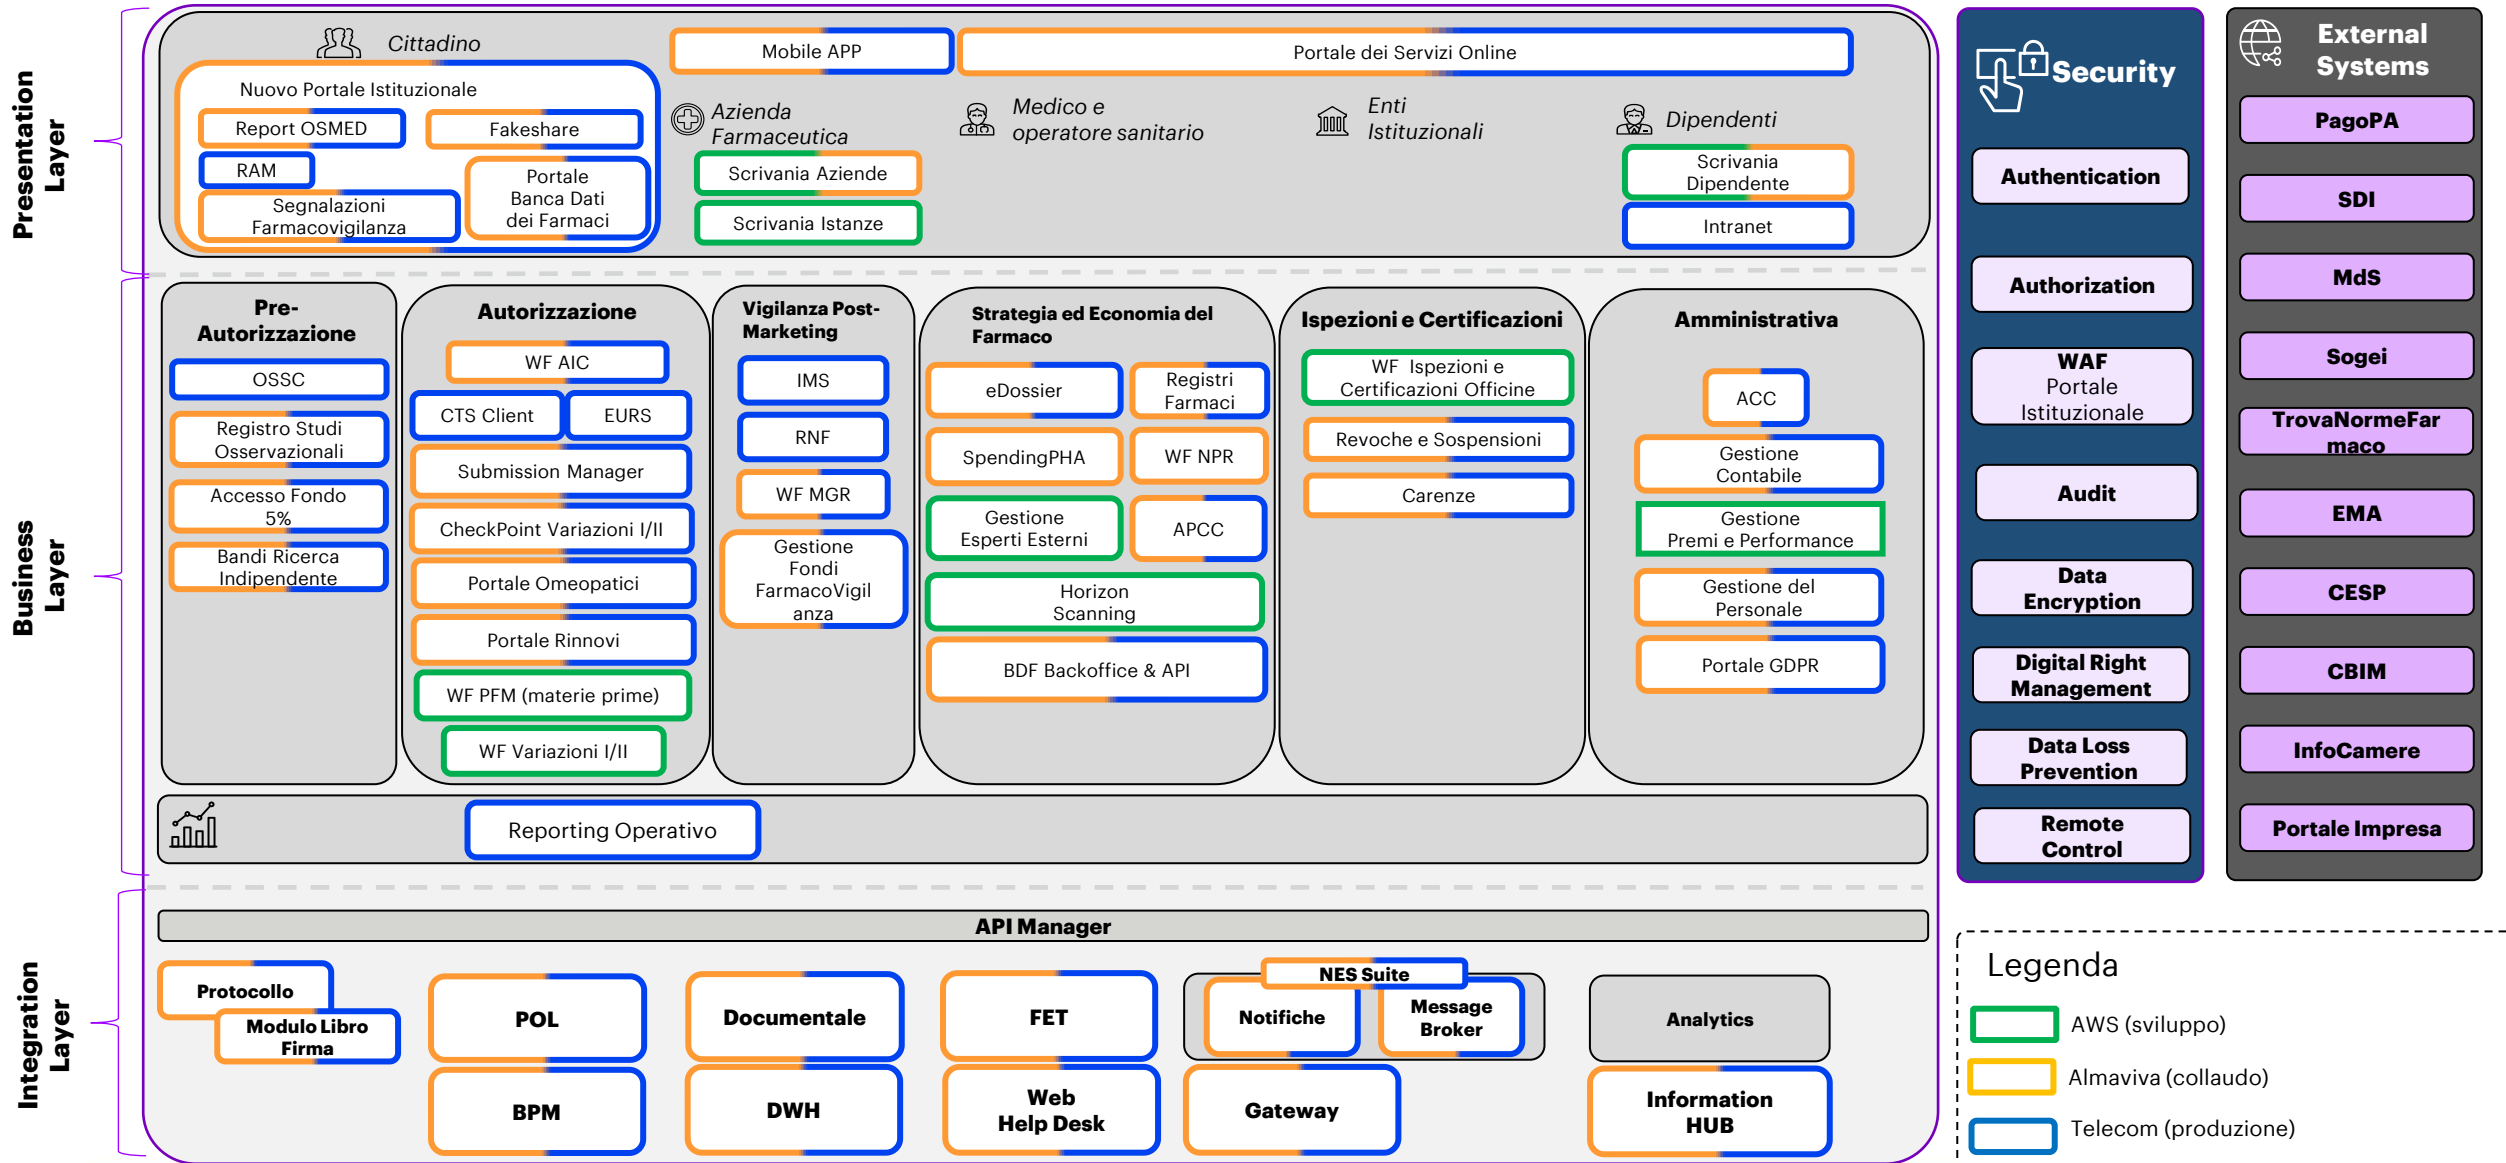 Presentation
Layer
Cittadino
Nuovo Portale Istituzionale
Report OSMED
Fakeshare
RAM
Portale
Banca Dati
dei Farmaci
Segnalazioni
Farmacovigilanza
Mobile APP
Portale dei Servizi Online
Azienda
Farmaceutica
Scrivania Aziende
Scrivania Istanze
Medico e
operatore sanitario
Enti
Istituzionali
Dipendenti
Scrivania
Dipendente
Intranet
Business
Layer
Pre-
Autorizzazione
OSSC
Registro Studi
Osservazionali
Accesso Fondo
5%
Bandi Ricerca
Indipendente
Autorizzazione
WF AIC
CTS Client
EURS
Submission Manager
CheckPoint Variazioni I/II
Portale Omeopatici
Portale Rinnovi
WF PFM (materie prime)
WF Variazioni I/II
Vigilanza Post-
Marketing
IMS
RNF
WF MGR
Gestione
Fondi
FarmacoVigil
anza
Strategia ed Economia del
Farmaco
eDossier
Registri
Farmaci
SpendingPHA
WF NPR
Gestione
Esperti Esterni
APCC
Horizon
Scanning
BDF Backoffice & API
Ispezioni e Certificazioni
WF Ispezioni e
Certificazioni Officine
Revoche e Sospensioni
Carenze
Amministrativa
ACC
Gestione
Contabile
Gestione
Premi e Performance
Gestione del
Personale
Portale GDPR
Reporting Operativo
Integration
Layer
API Manager
Protocollo
Modulo Libro
Firma
POL
BPM
Documentale
DWH
FET
Web
Help Desk
NES Suite
Notifiche
Message
Broker
Gateway
Analytics
Information
HUB
Security
Authentication
Authorization
WAF
Portale
Istituzionale
Audit
Data
Encryption
Digital Right
Management
Data Loss
Prevention
Remote
Control
External
Systems
PagoPA
SDI
MdS
Sogei
TrovaNormeFar
maco
EMA
CESP
CBIM
InfoCamere
Portale Impresa
Legenda
AWS (sviluppo)
Almaviva (collaudo)
Telecom (produzione)